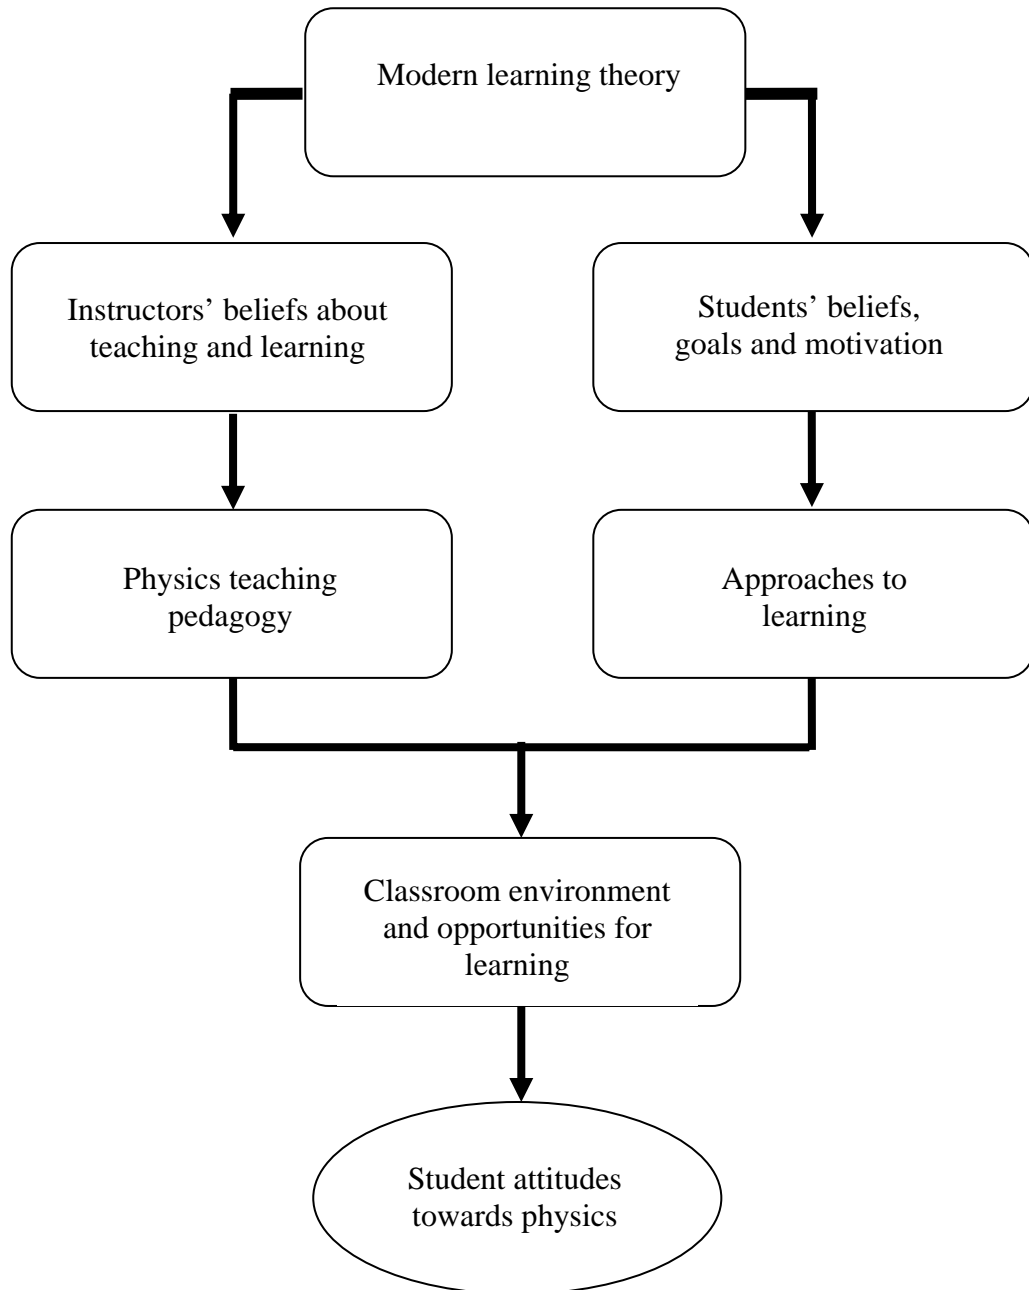 Modern learning theory
Instructors’ beliefs about
teaching and learning
Students’ beliefs,
goals and motivation
Physics teaching
pedagogy
Approaches to
learning
Classroom environment
and opportunities for
learning
Student attitudes
towards physics